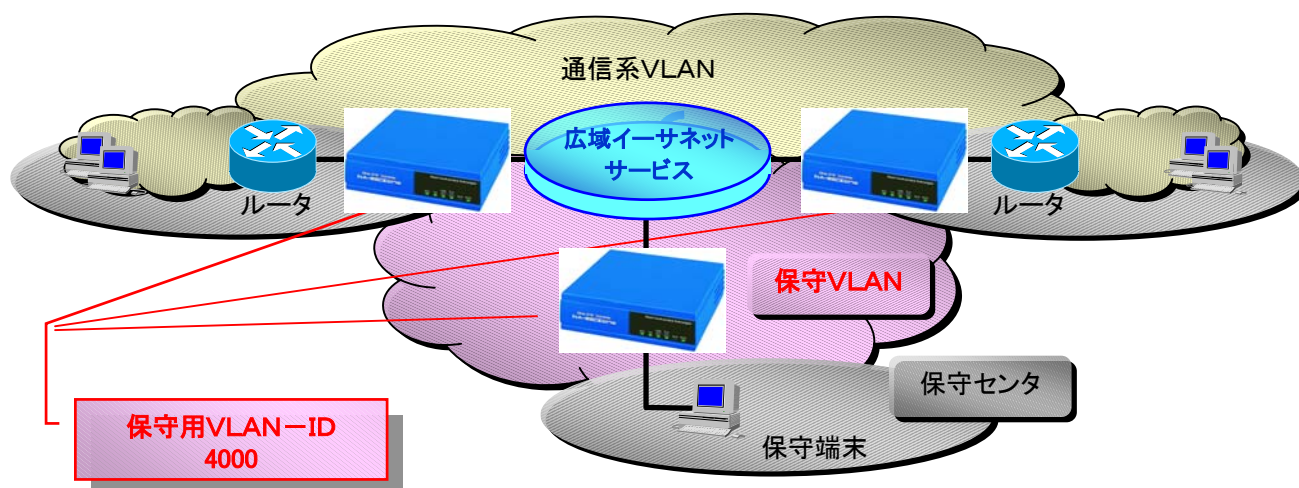 通信系VLAN
広域イーサネット
サービス
ルータ
ルータ
保守VLAN
保守センタ
保守用VLAN-ID
4000
保守端末